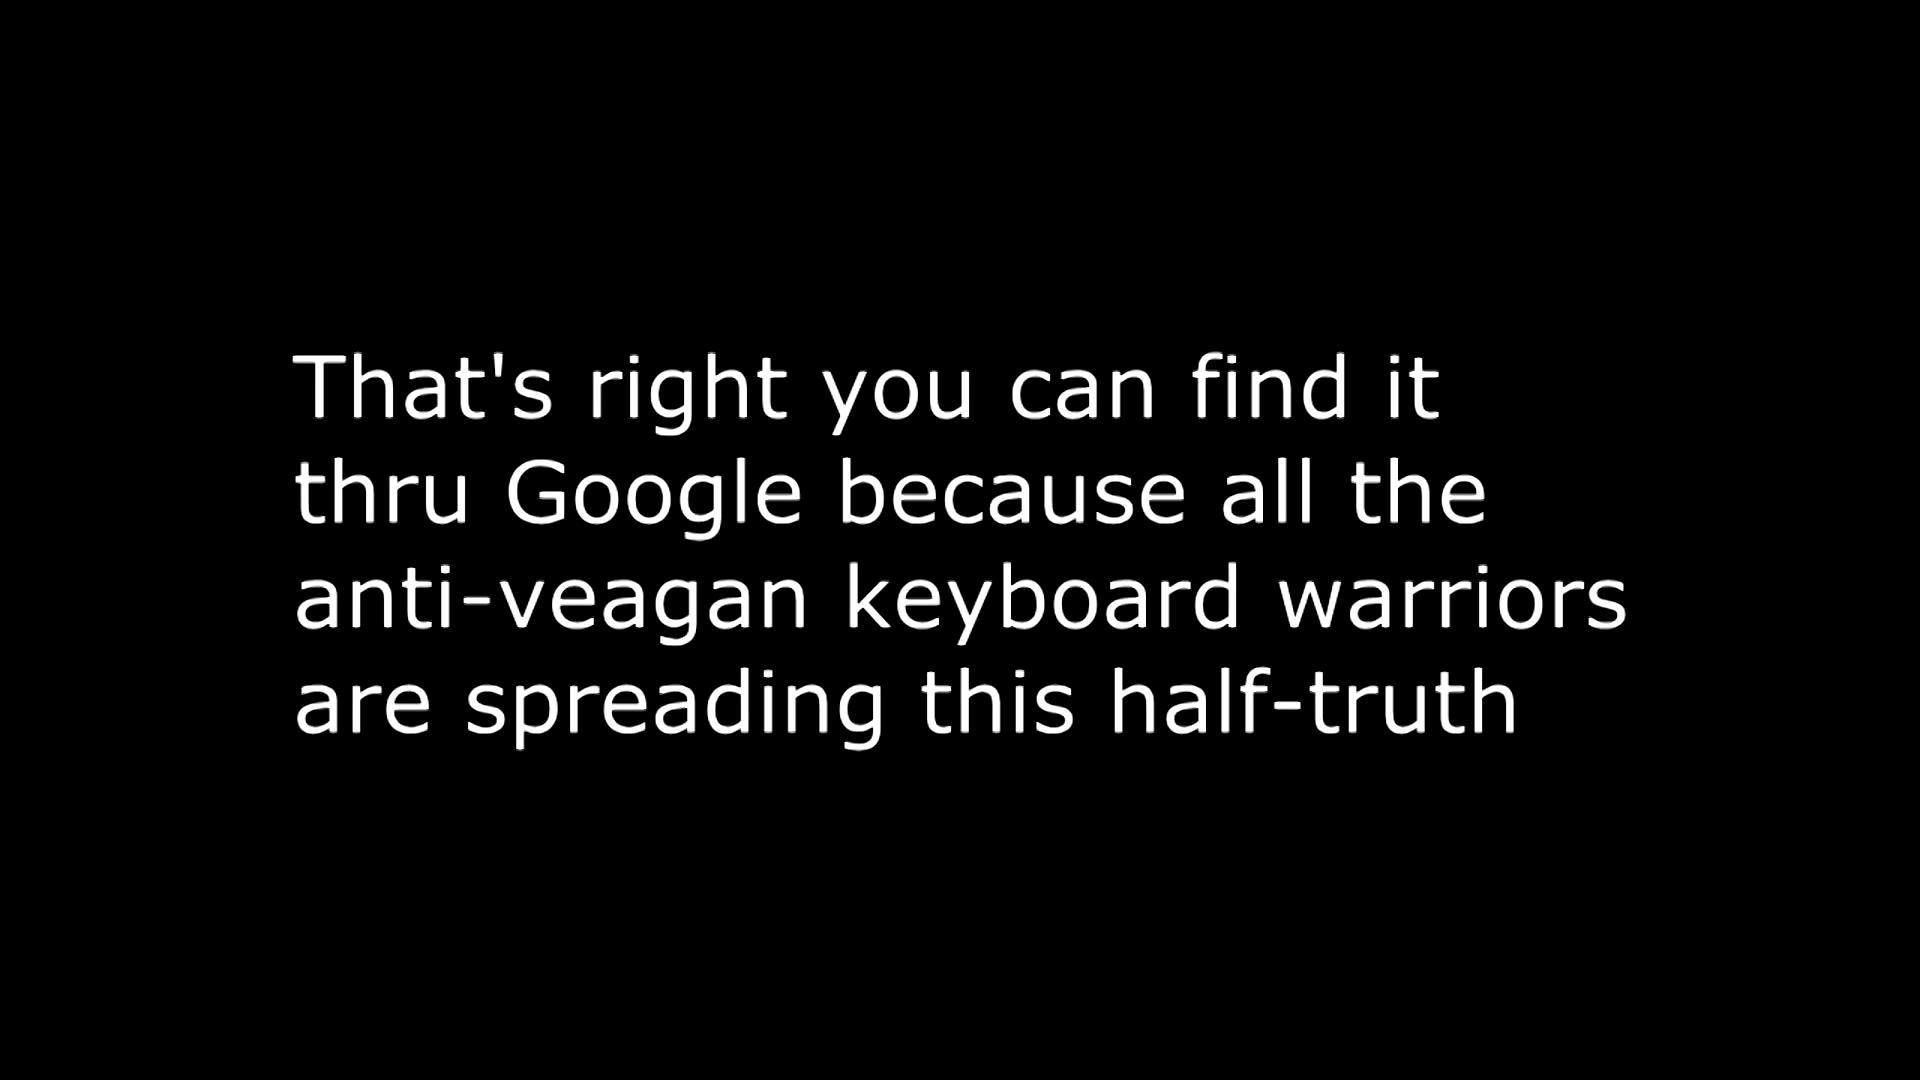 That's right you can find it
thru Google because all the
anti-veagan keyboard warriors
are spreading this half-truth